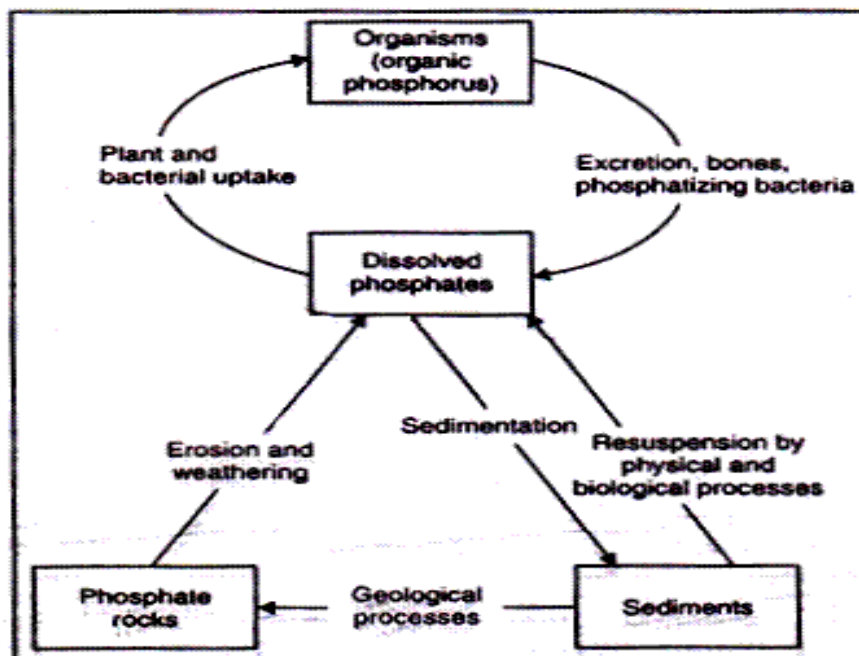 Organisms
(organic
phosphorus)
Plant and
bacterial uptake
Excretion, bones,
phosphatizing bacteria
Dissolved
phosphates
Erosion and
weathering
Sedimentation
Resuspension by
physical and
biological processes
Phosphate
rocks
Geological
processes
Sediments